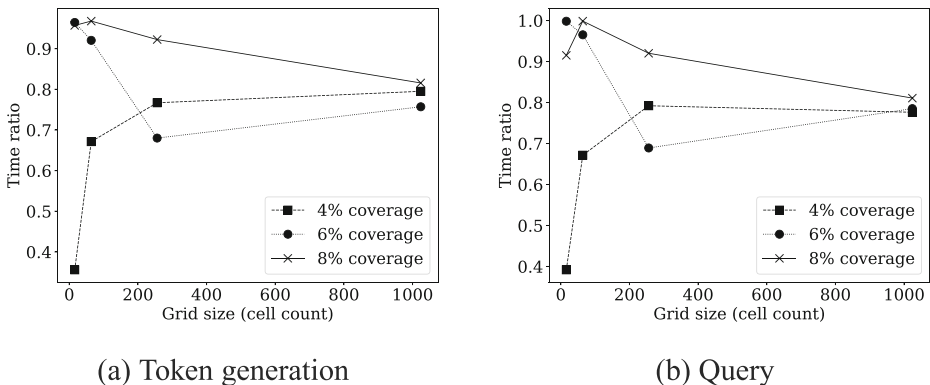 0.9
0.8
0.7
0.6
0.5
0.4
Time ratio
0 200 400 600 800 1000
Grid size (cell count)
4% coverage
6% coverage
8% coverage
(a) Token generation
1.0
0.9
0.8
0.7
0.6
0.5
0.4
Time ratio
0 200 400 600 800 1000
Grid size (cell count)
4% coverage
6% coverage
8% coverage
(b) Query